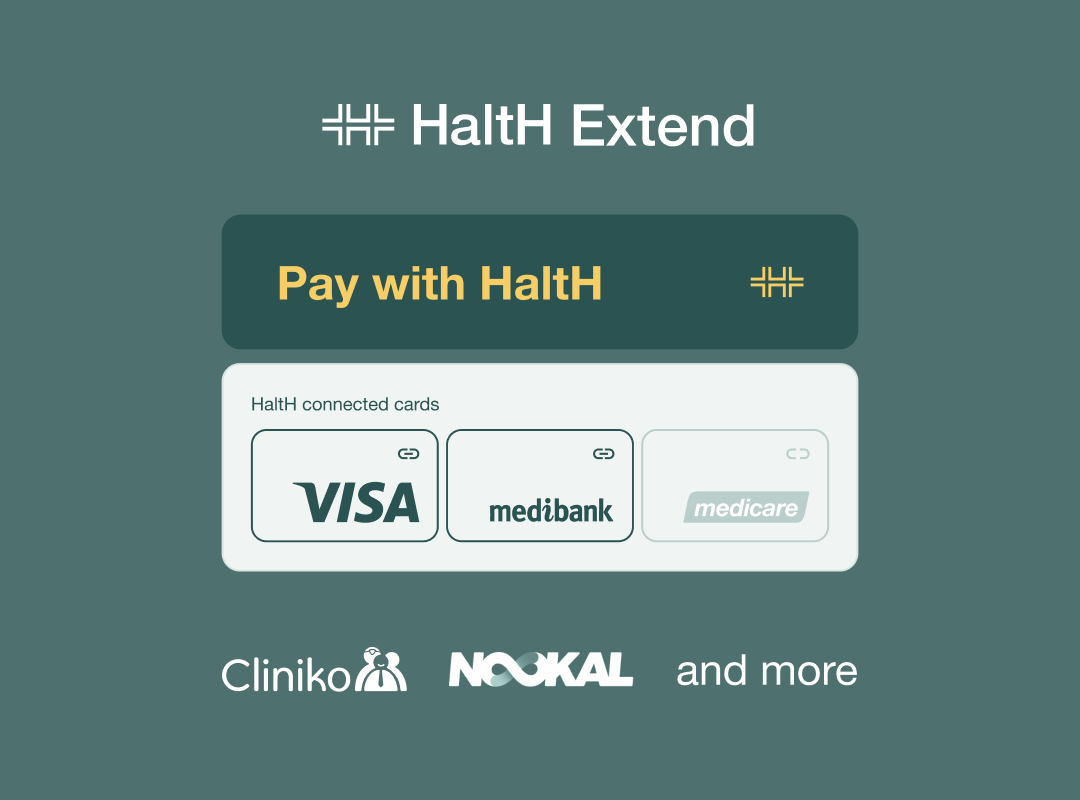 HaltH Extend
Pay with HaltH
HaltH connected cards
VISA
medibank
medicare
Cliniko
NOOKAL
and more